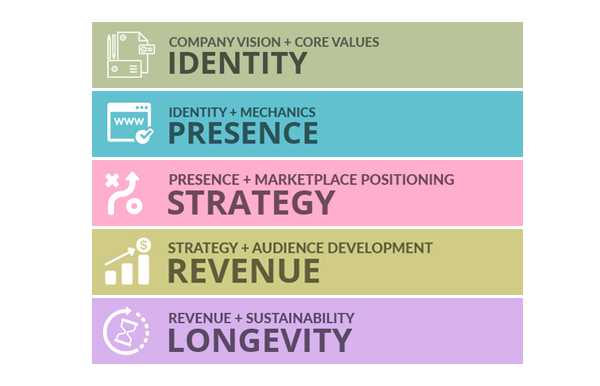 COMPANY VISION + CORE VALUES
IDENTITY
IDENTITY + MECHANICS
www
PRESENCE
PRESENCE + MARKETPLACE POSITIONING
STRATEGY
STRATEGY + AUDIENCE DEVELOPMENT
$
REVENUE
REVENUE + SUSTAINABILITY
LONGEVITY